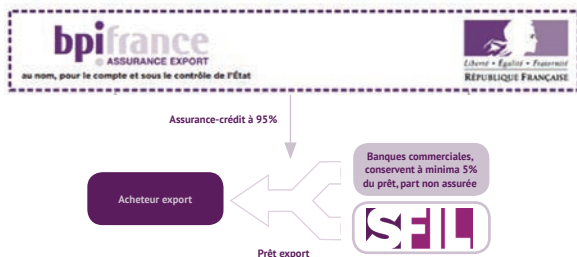 bpifrance
ASSURANCE EXPORT
au nom, pour le compte et sous le contrôle de l'État
Liberté • Égalité • Fraternité
RÉPUBLIQUE FRANÇAISE
Assurance-crédit à 95%
Banques commerciales,
conservent à minima 5%
du prêt, part non assurée
Acheteur export
SFIL
Prêt export